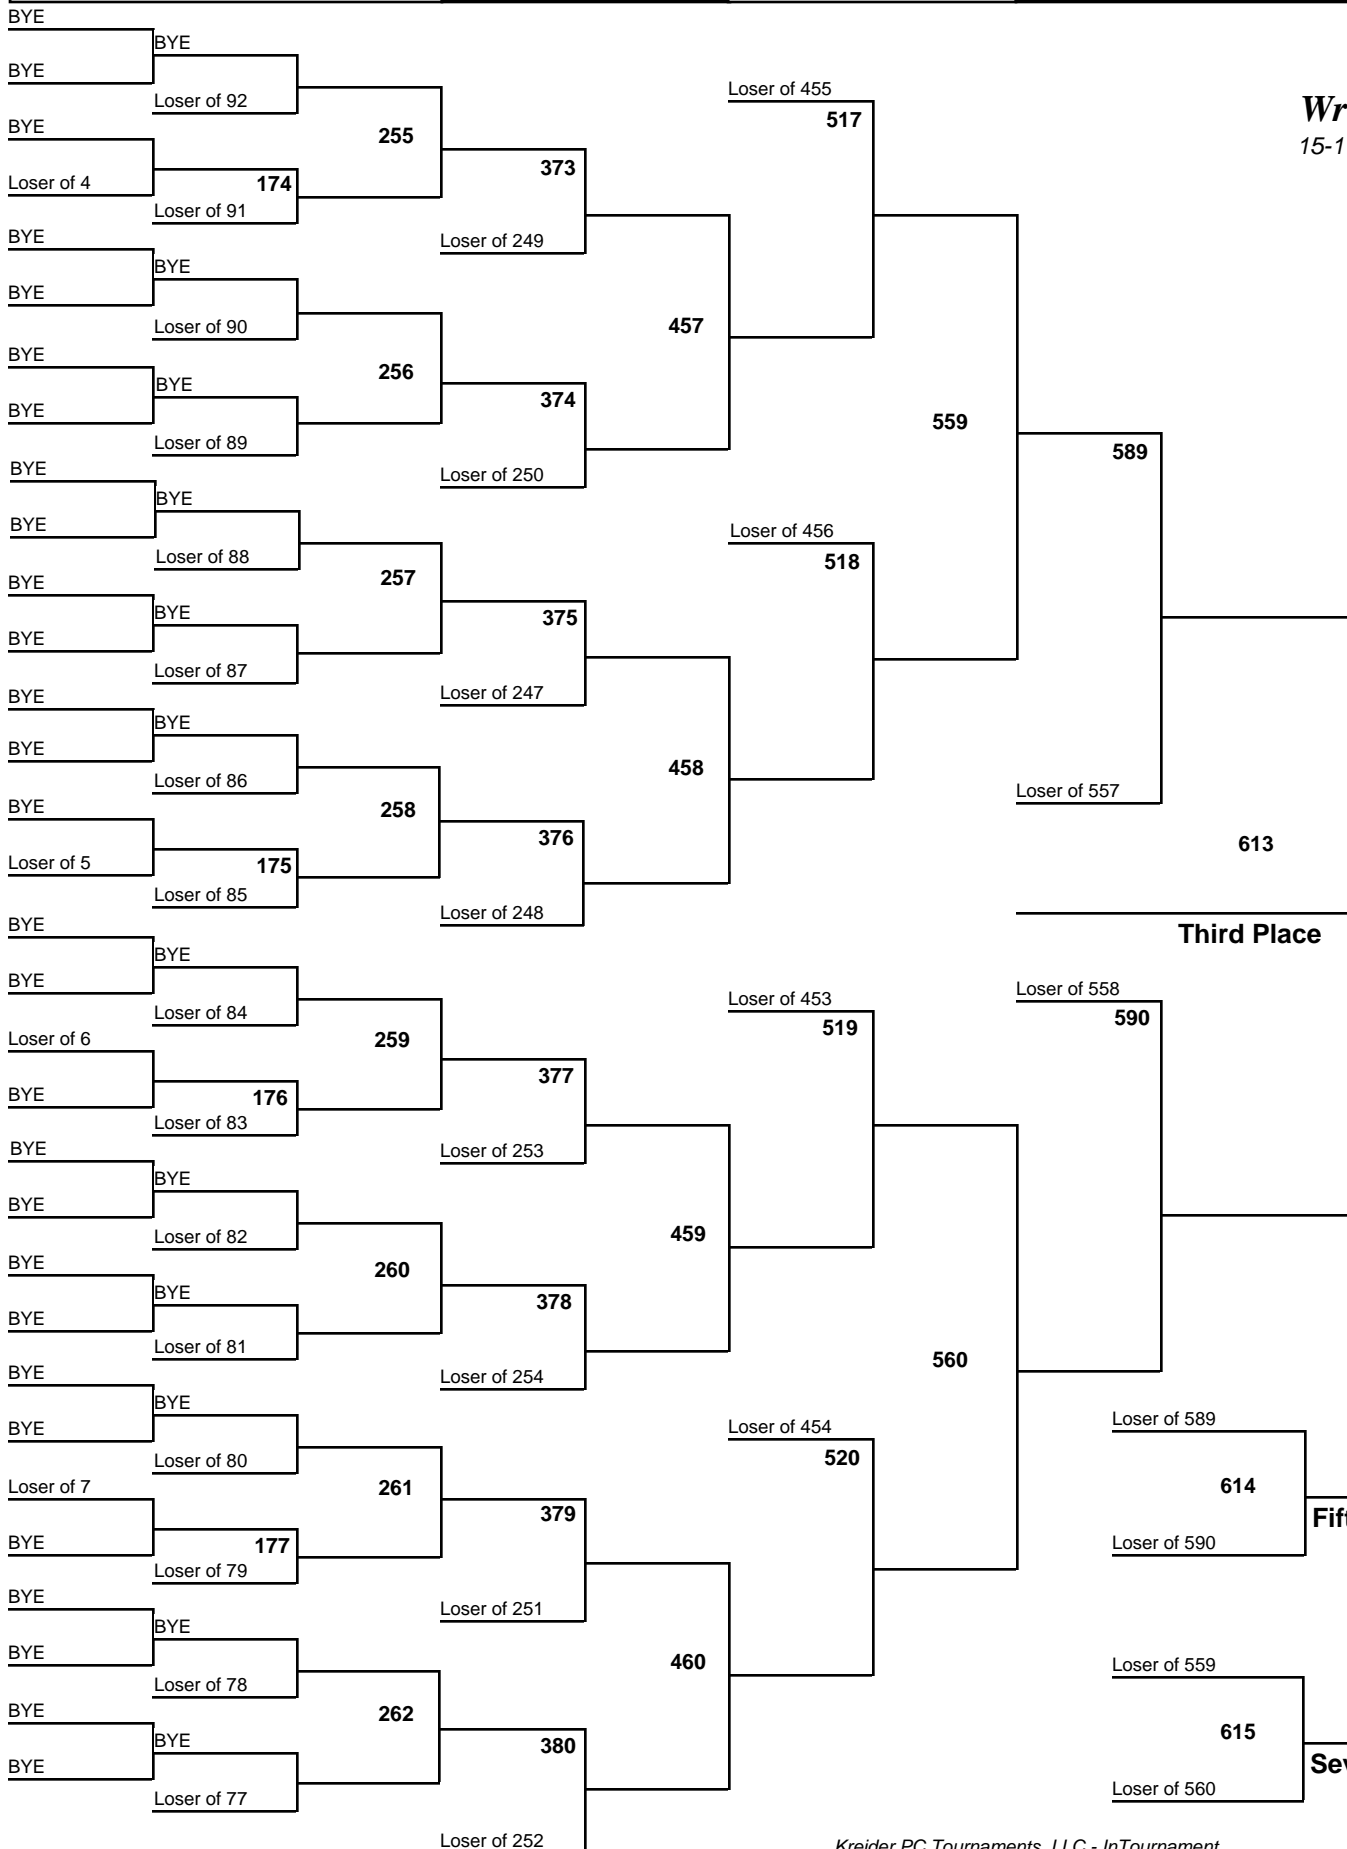 BYE
BYE
BYE
Loser of 92
Loser of 455
Wr
517
BYE
255
15-1
373
Loser of 4
174
Loser of 91
BYE
Loser of 249
BYE
BYE
Loser of 90
457
BYE
256
BYE
374
BYE
559
Loser of 89
589
BYE
Loser of 250
BYE
BYE
Loser of 456
Loser of 88
518
BYE
257
BYE
375
BYE
Loser of 87
Loser of 247
BYE
BYE
BYE
458
Loser of 86
Loser of 557
BYE
258
376
613
Loser of 5
175
Loser of 85
Loser of 248
BYE
Third Place
BYE
BYE
Loser of 558
Loser of 453
Loser of 84
590
519
Loser of 6
259
377
BYE
176
Loser of 83
BYE
Loser of 253
BYE
BYE
Loser of 82
459
BYE
260
BYE
378
BYE
Loser of 81
560
BYE
Loser of 254
BYE
Loser of 589
BYE
Loser of 454
Loser of 80
520
Loser of 7
261
614
379
Fift
BYE
177
Loser of 590
Loser of 79
BYE
Loser of 251
BYE
BYE
460
Loser of 559
Loser of 78
BYE
262
615
BYE
380
BYE
Sev
Loser of 77
Loser of 560
Loser of 252
Kreider PC Tournaments, LLC - InTournament